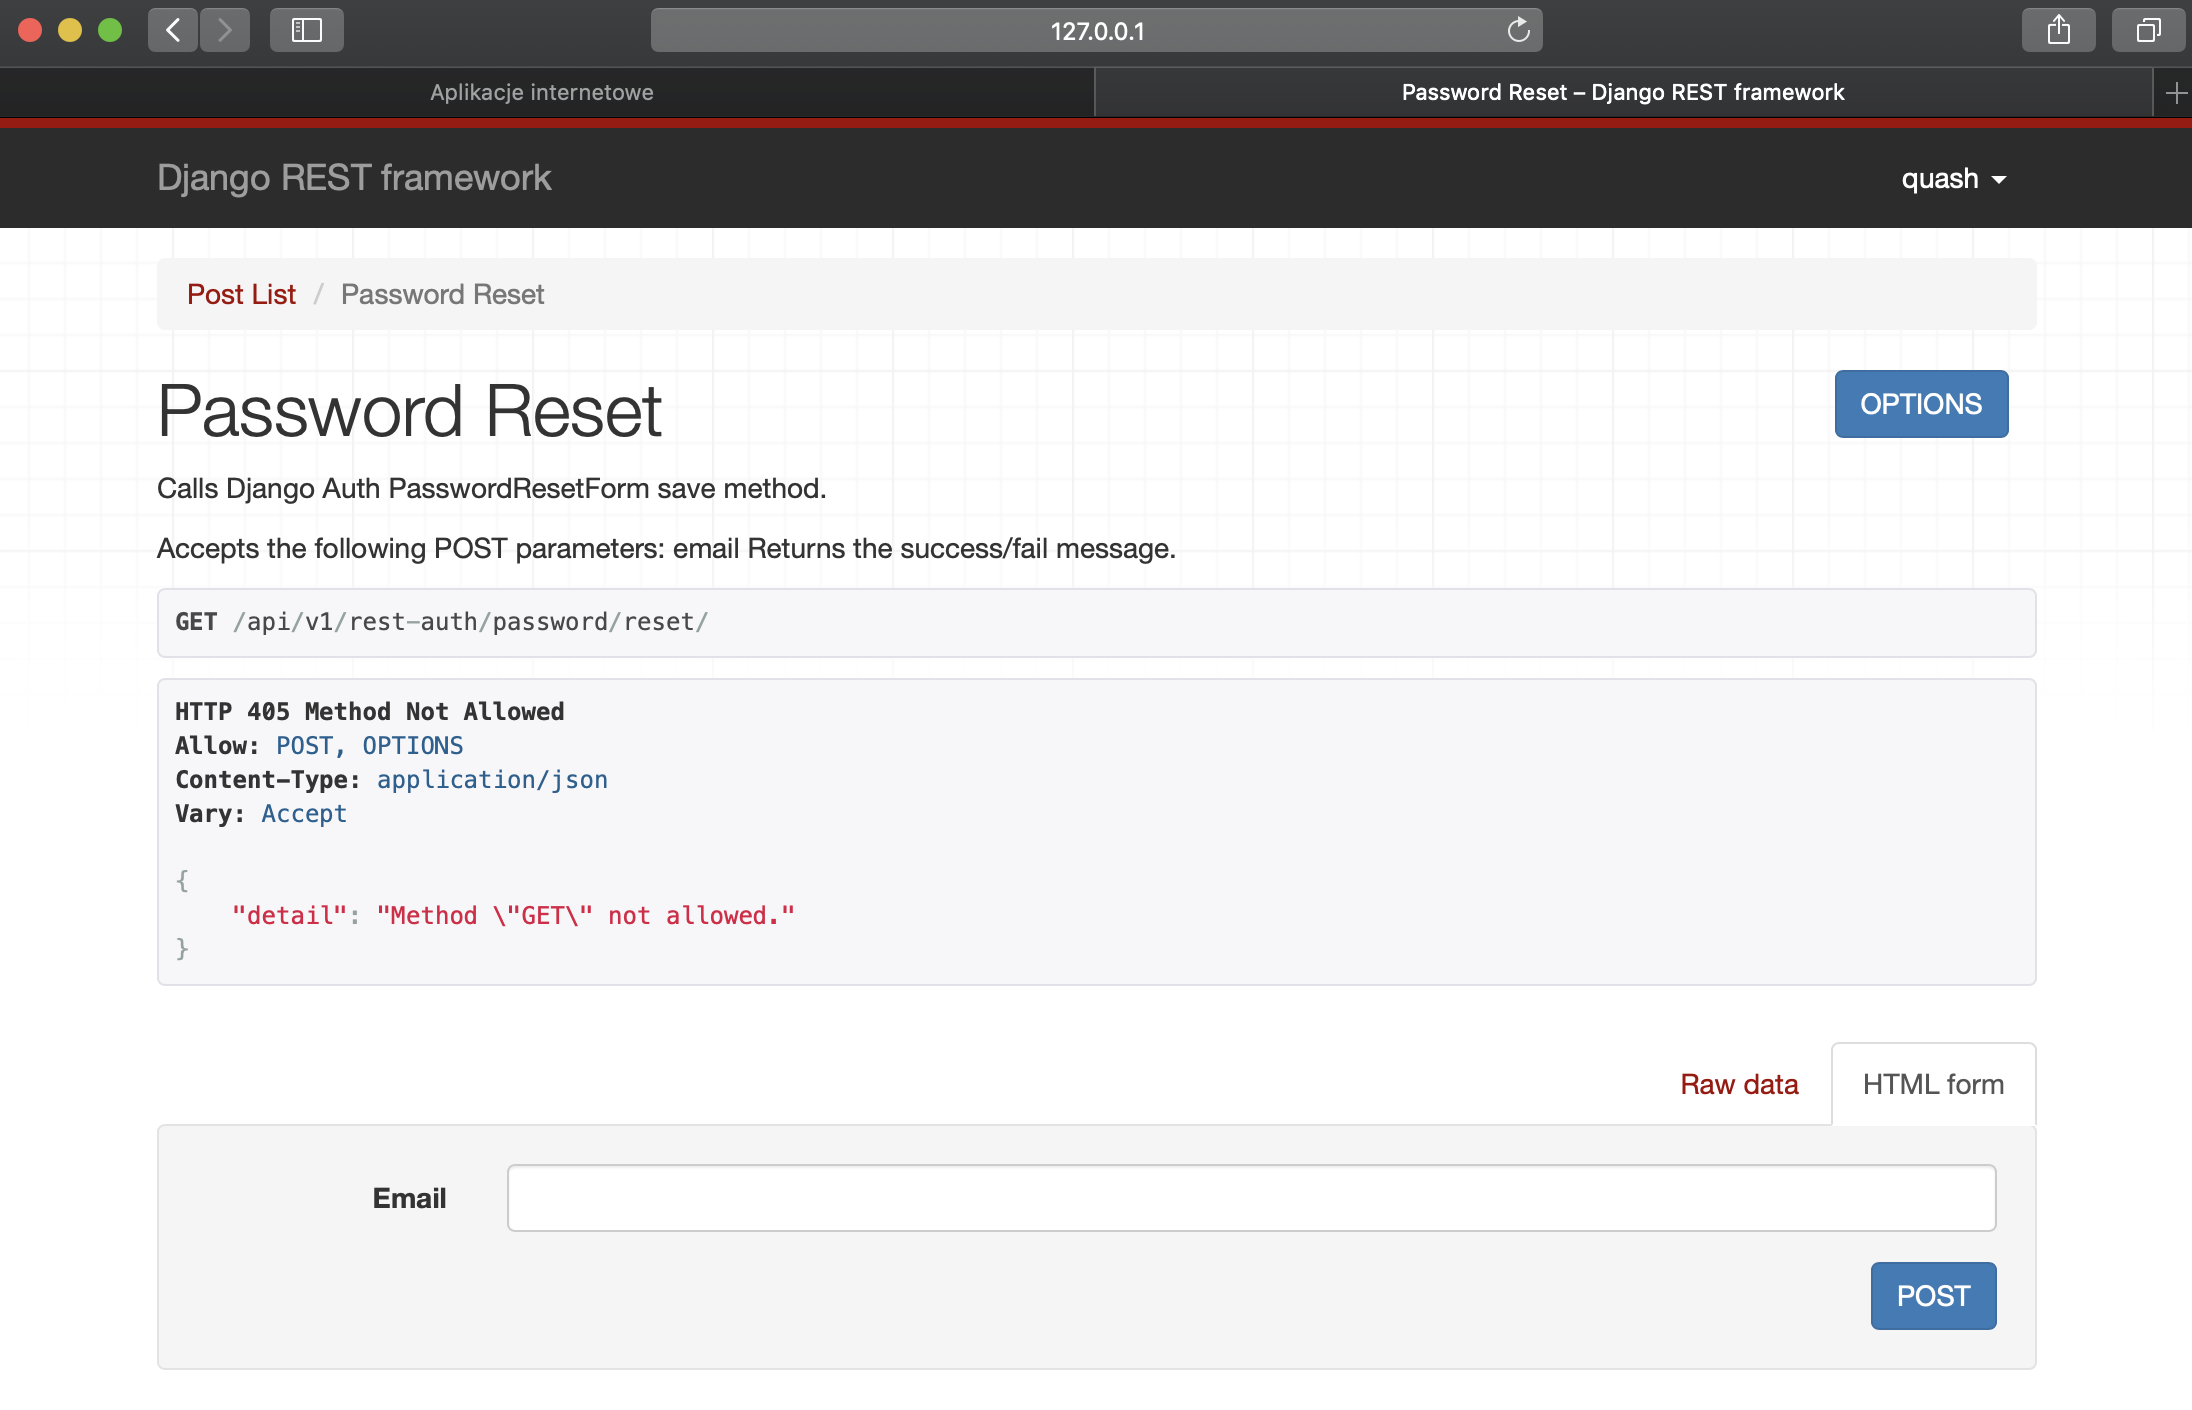 127.0.0.1
Aplikacje internetowe
Password Reset – Django REST framework
Django REST framework
quash
Post List / Password Reset
Password Reset
OPTIONS
Calls Django Auth PasswordResetForm save method.
Accepts the following POST parameters: email Returns the success/fail message.
GET /api/v1/rest-auth/password/reset/
HTTP 405 Method Not Allowed
Allow: POST, OPTIONS
Content-Type: application/json
Vary: Accept
{
    "detail": "Method \"GET\" not allowed."
}
Raw data
HTML form
Email
POST